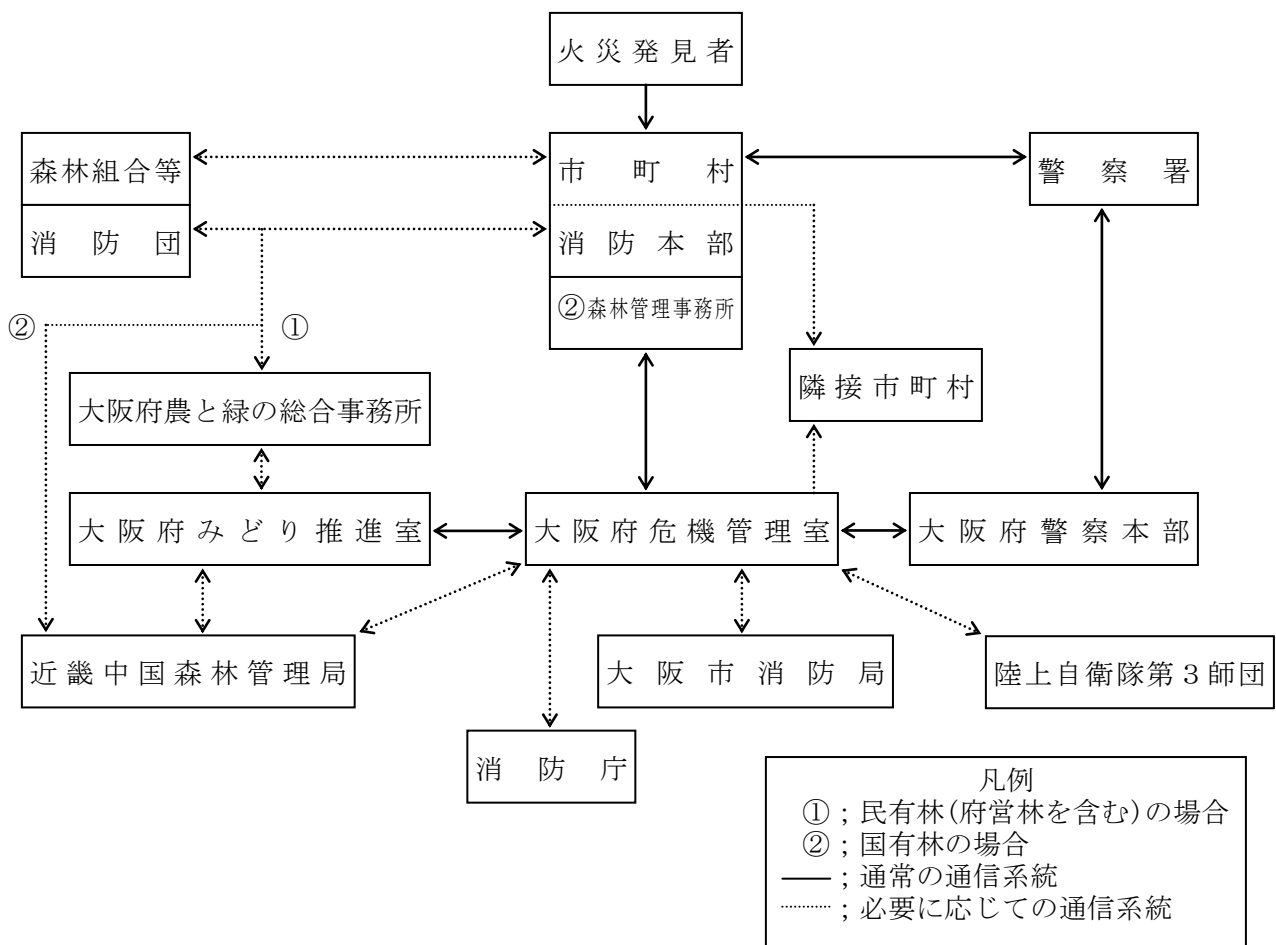 火災発見者
森林組合等
市町村
警察署
消防団
消防本部
②森林管理事務所
②
①
隣接市町村
大阪府農と緑の総合事務所
大阪府みどり推進室
大阪府危機管理室
大阪府警察本部
近畿中国森林管理局
大阪市消防局
陸上自衛隊第３師団
消防庁
凡例
①；民有林(府営林を含む)の場合
②；国有林の場合
；通常の通信系統
；必要に応じての通信系統